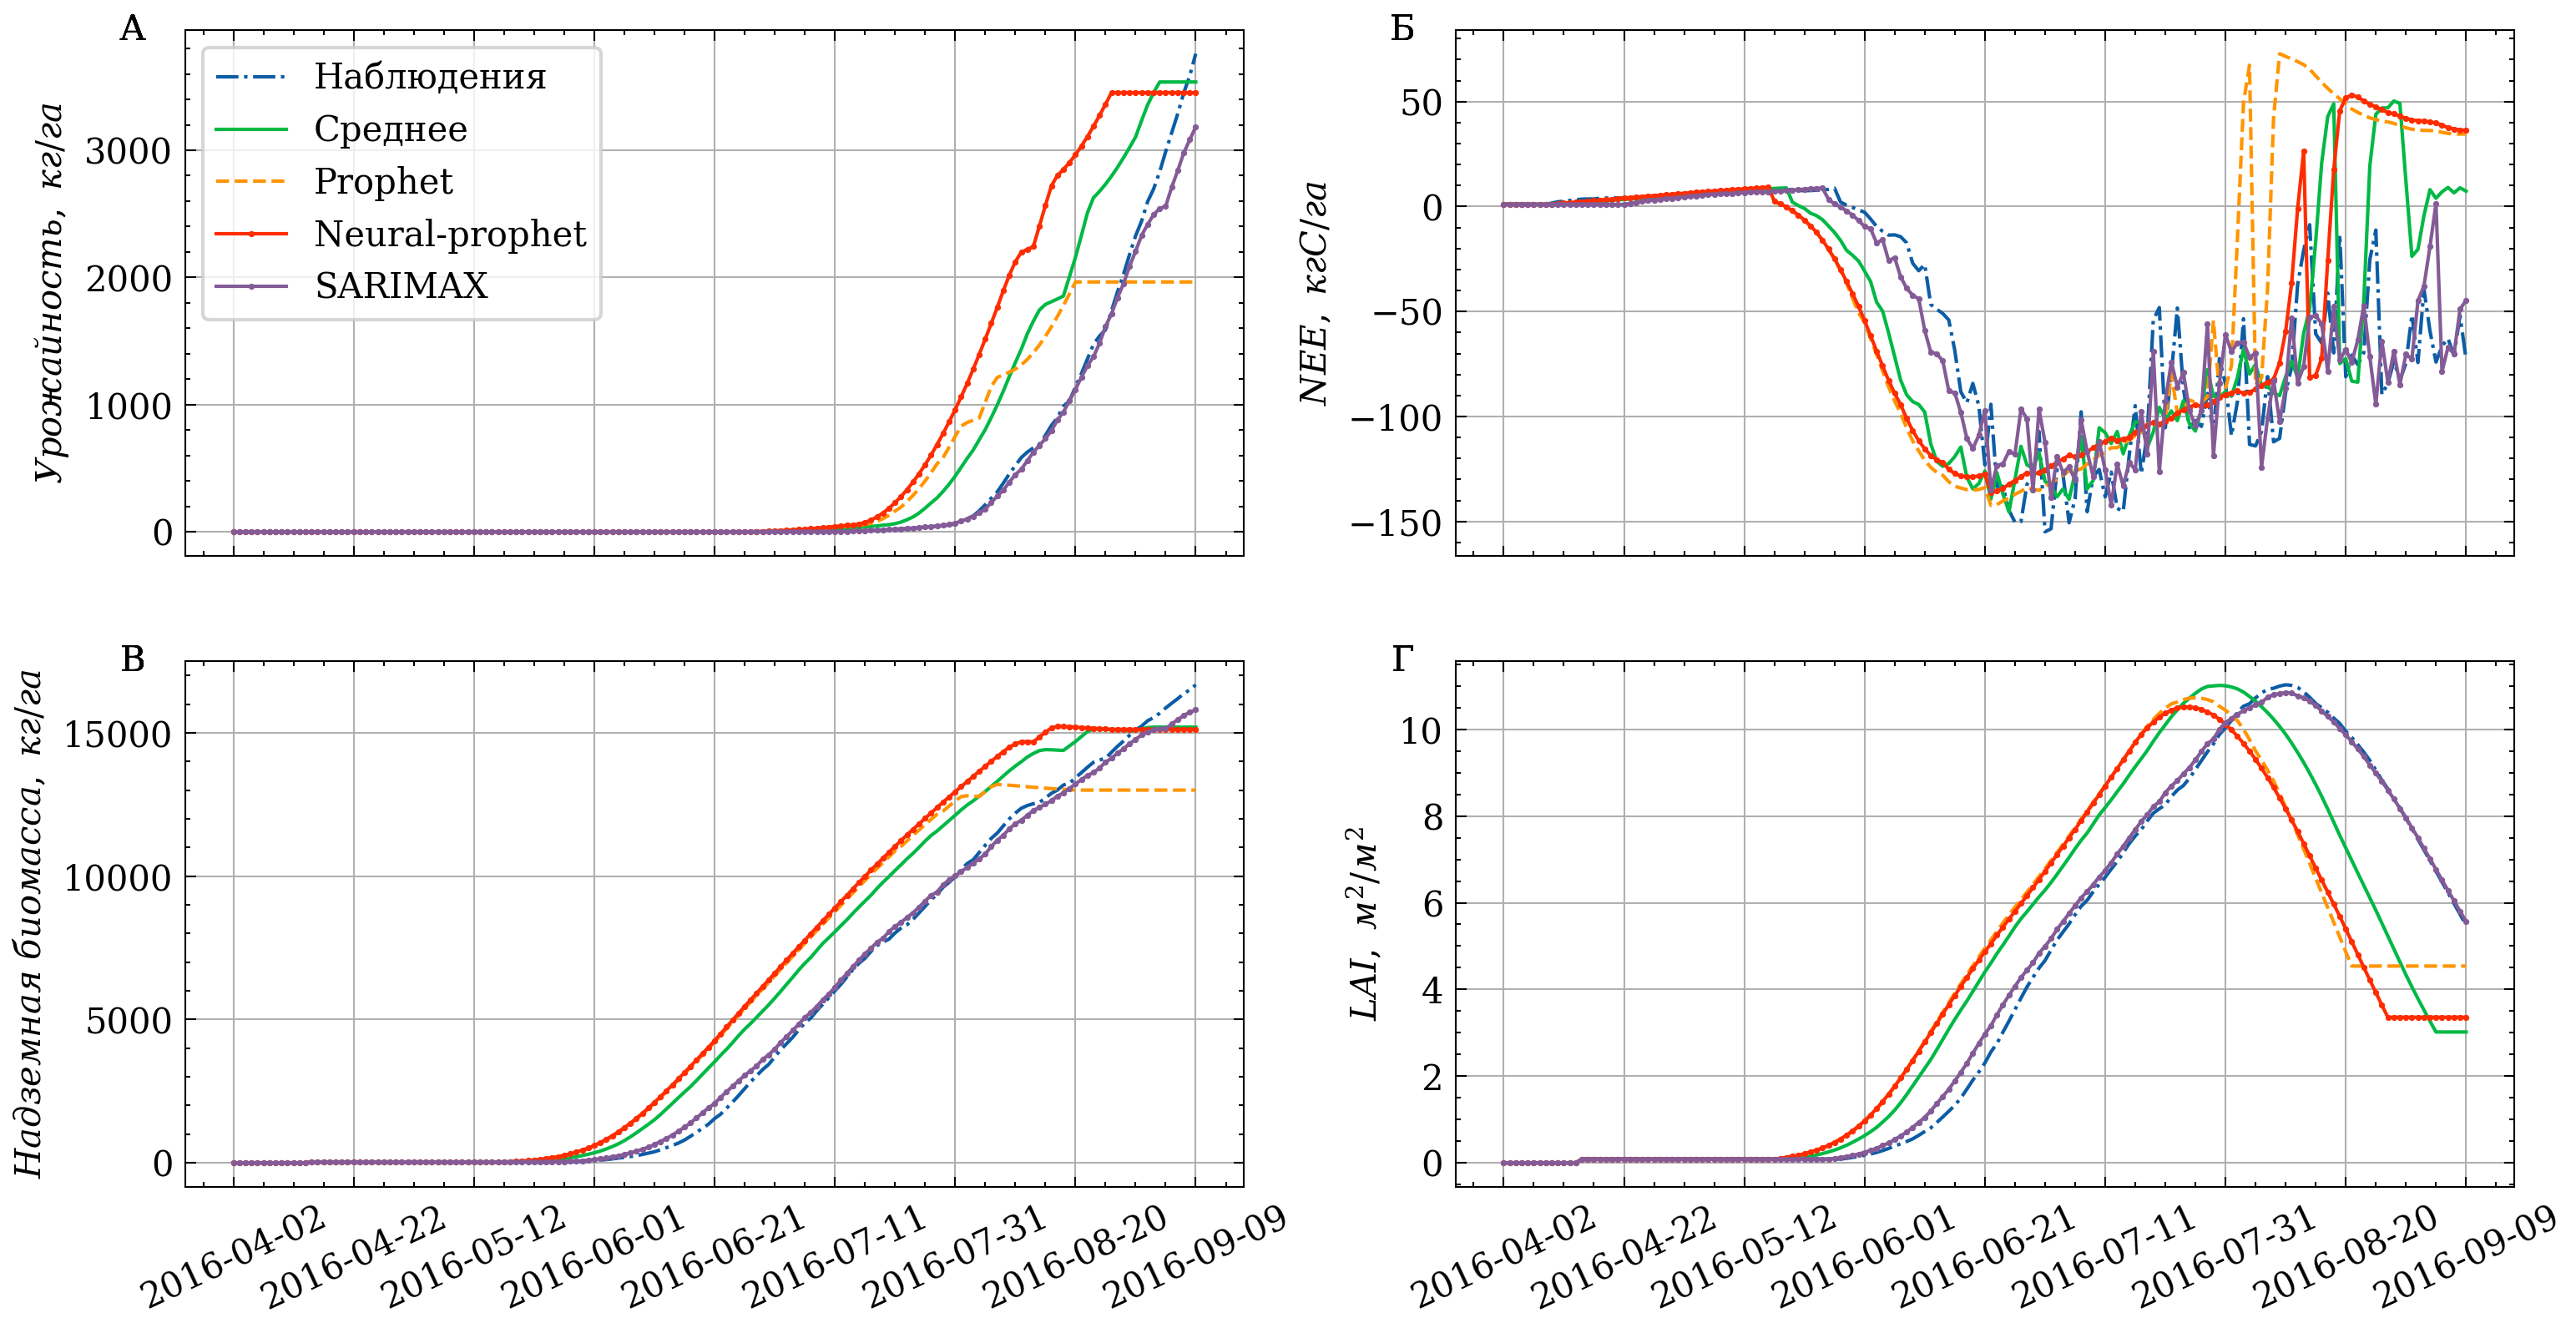 А
Урожайность, кг/га
3000
2000
1000
0
Наблюдения
Среднее
Prophet
Neural-prophet
SARIMAX
Б
NEE, кгС/га
50
0
−50
−100
−150
В
Надземная биомасса, кг/га
15000
10000
5000
0
2016-04-02
2016-04-22
2016-05-12
2016-06-01
2016-06-21
2016-07-11
2016-07-31
2016-08-20
2016-09-09
Г
LAI, м²/м²
10
8
6
4
2
0
2016-04-02
2016-04-22
2016-05-12
2016-06-01
2016-06-21
2016-07-11
2016-07-31
2016-08-20
2016-09-09